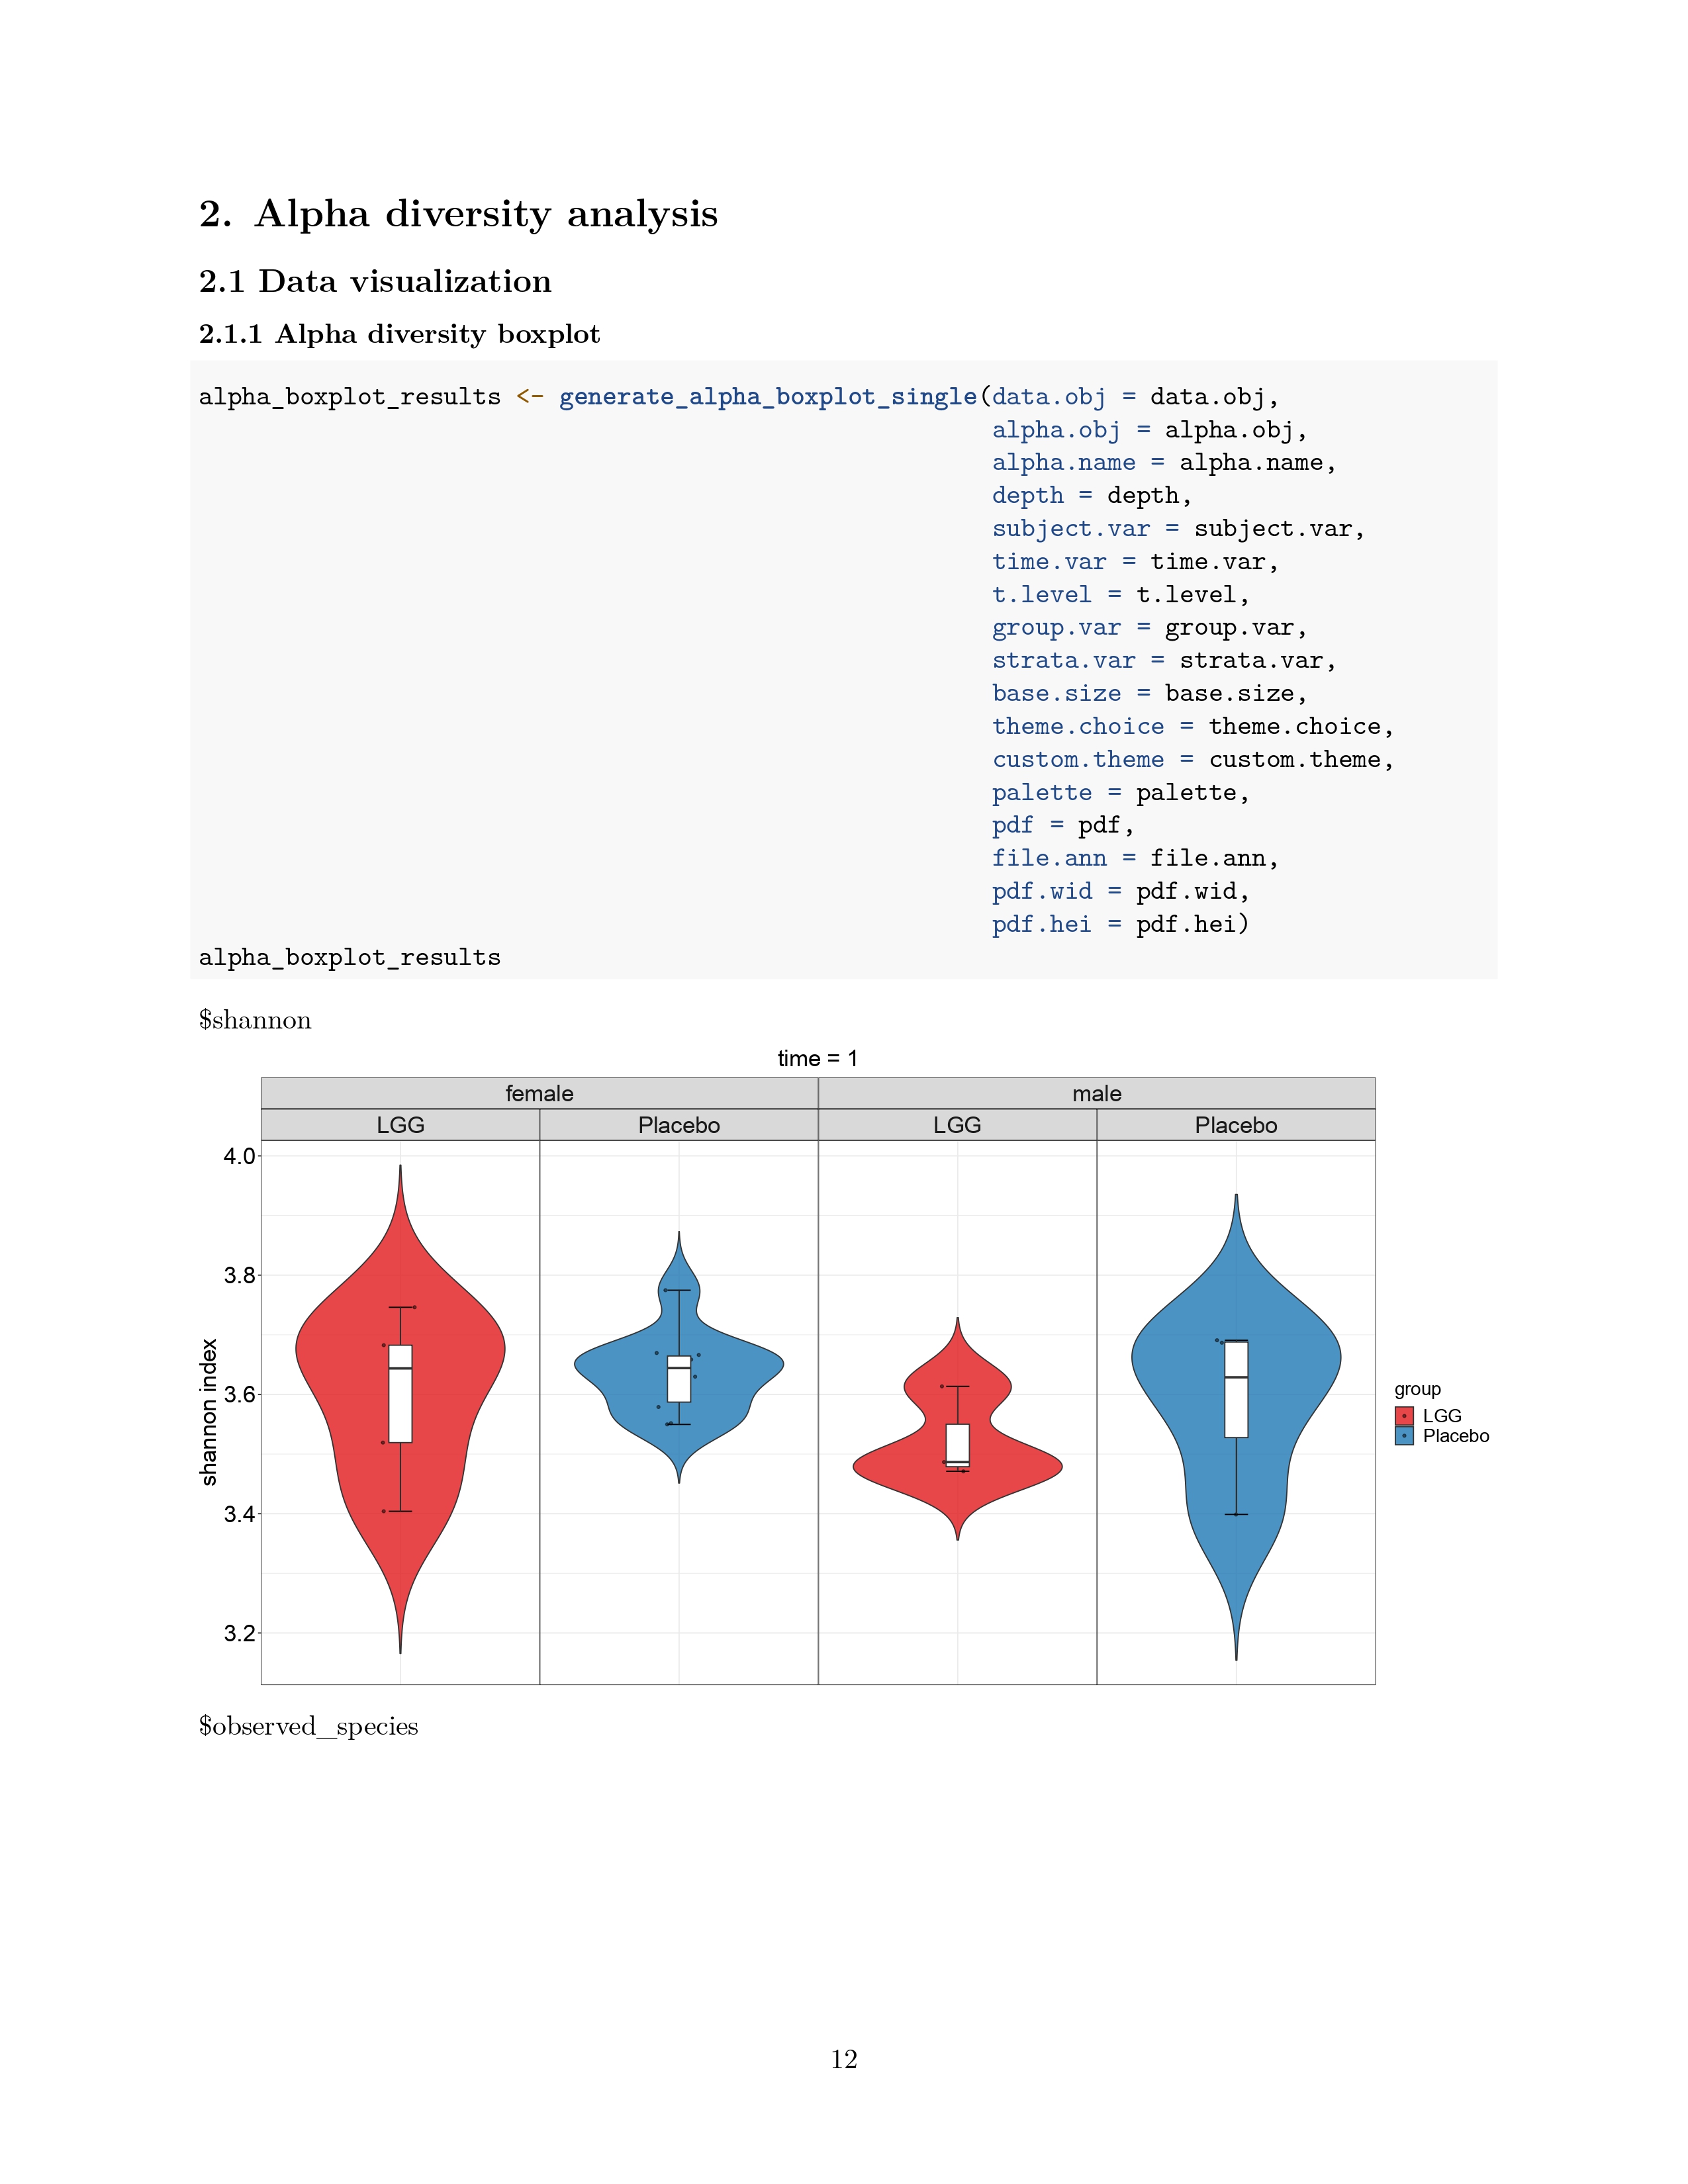 2. Alpha diversity analysis
2.1 Data visualization
2.1.1 Alpha diversity boxplot
alpha_boxplot_results <- generate_alpha_boxplot_single(data.obj = data.obj,
alpha.obj = alpha.obj,
alpha.name = alpha.name,
depth = depth,
subject.var = subject.var,
time.var = time.var,
t.level = t.level,
group.var = group.var,
strata.var = strata.var,
base.size = base.size,
theme.choice = theme.choice,
custom.theme = custom.theme,
palette = palette,
pdf = pdf,
file.ann = file.ann,
pdf.wid = pdf.wid,
pdf.hei = pdf.hei)
alpha_boxplot_results
$shannon
time = 1
female male
LGG Placebo LGG Placebo
4.0
3.8
3.6
3.4
3.2
shannon index
group
LGG
Placebo
$observed_species
12